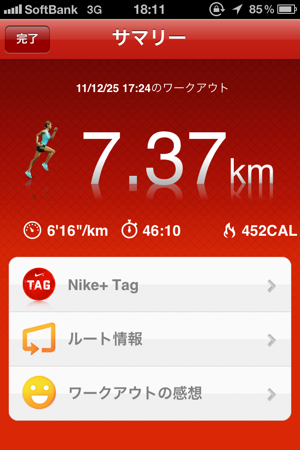 SoftBank 3G 18:11 85%
完了 サマリー
11/12/25 17:24のワークアウト
7.37km
6'16"/km 46:10 452CAL
TAG Nike+ Tag
ルート情報
ワークアウトの感想